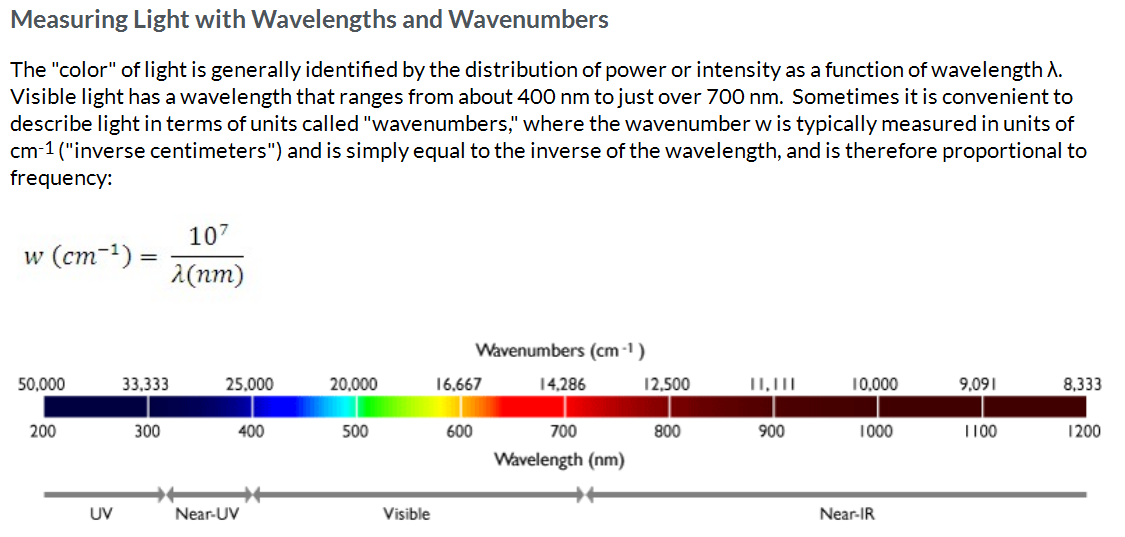 Measuring Light with Wavelengths and Wavenumbers
The "color" of light is generally identified by the distribution of power or intensity as a function of wavelength λ.
Visible light has a wavelength that ranges from about 400 nm to just over 700 nm. Sometimes it is convenient to
describe light in terms of units called "wavenumbers," where the wavenumber w is typically measured in units of
cm-1 ("inverse centimeters") and is simply equal to the inverse of the wavelength, and is therefore proportional to
frequency:
w (cm⁻¹) = 10⁷ / λ(nm)
Wavenumbers (cm -1 )
50,000 33,333 25,000 20,000 16,667 14,286 12,500 11,111 10,000 9,091 8,333
200 300 400 500 600 700 800 900 1000 1100 1200
Wavelength (nm)
UV Near-UV Visible Near-IR